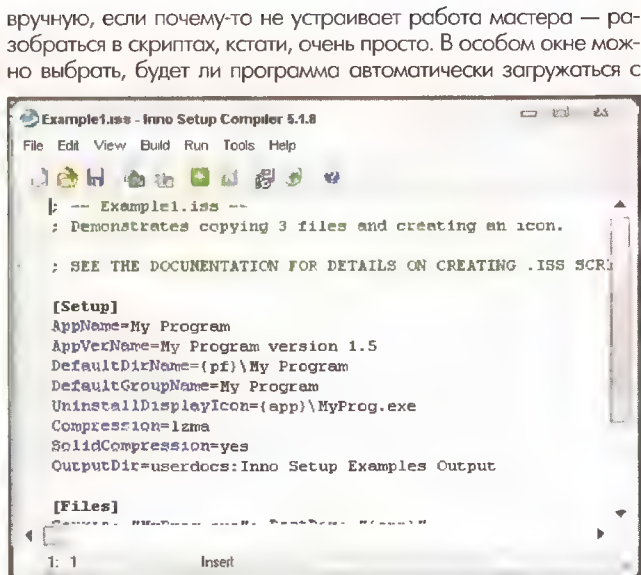 вручную, если почему-то не устраивает работа мастера — ра-
зобраться в скриптах, кстати, очень просто. В особом окне мож-
но выбрать, будет ли программа автоматически загружаться с
Example1.iss - Inno Setup Compiler 5.1.8
File Edit View Build Run Tools Help
; -- Example1.iss --
; Demonstrates copying 3 files and creating an icon.
; SEE THE DOCUMENTATION FOR DETAILS ON CREATING .ISS SCRI
[Setup]
AppName=My Program
AppVerName=My Program version 1.5
DefaultDirName={pf}\My Program
DefaultGroupName=My Program
UninstallDisplayIcon={app}\MyProg.exe
Compression=lzma
SolidCompression=yes
OutputDir=userdocs:Inno Setup Examples Output
[Files]
1: 1 Insert